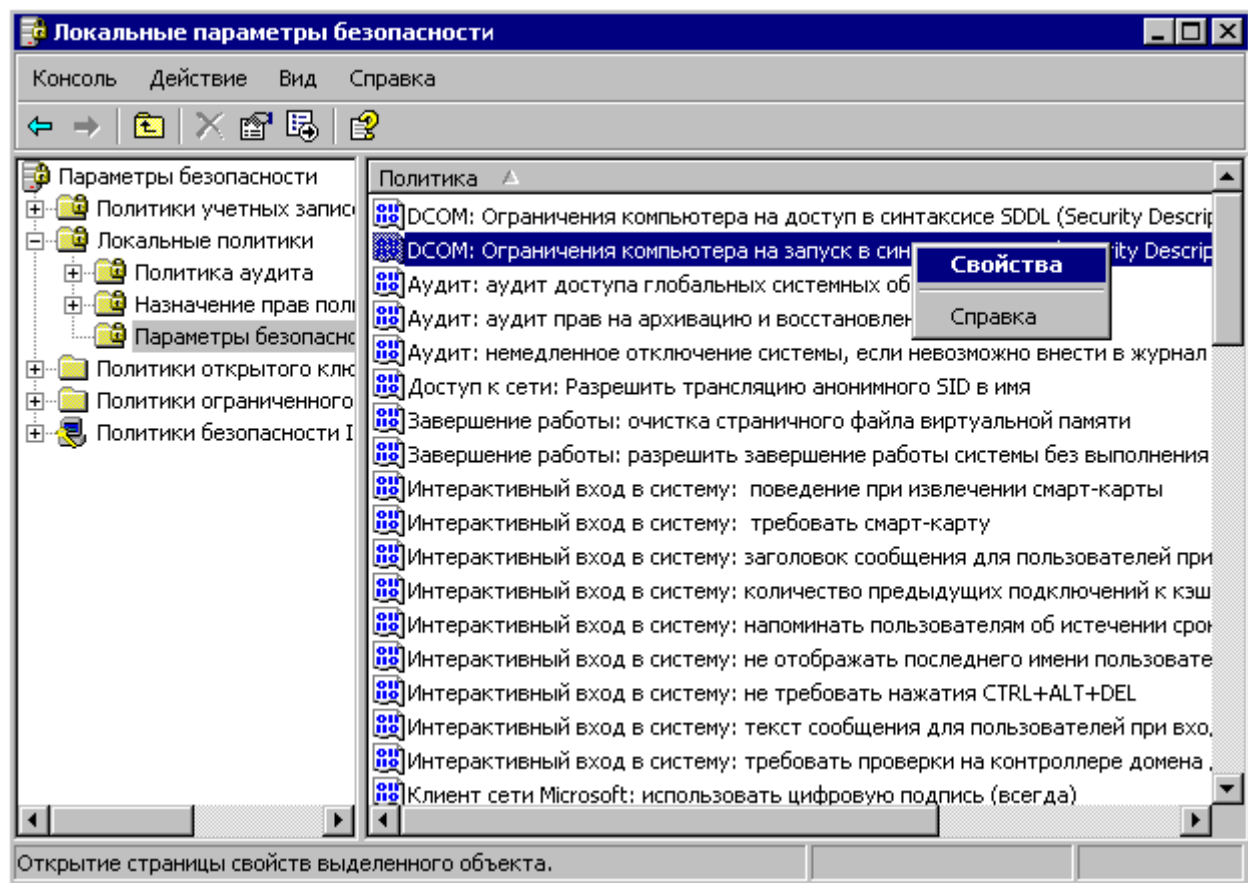 Локальные параметры безопасности
Консоль Действие Вид Справка
Параметры безопасности
Политики учетных записе
Локальные политики
Политика аудита
Назначение прав пол
Параметры безопасно
Политики открытого клю
Политики ограниченного
Политики безопасности I
Политика
DCOM: Ограничения компьютера на доступ в синтаксисе SDDL (Security Descrip
DCOM: Ограничения компьютера на запуск в син ity Descrip
Аудит: аудит доступа глобальных системных об
Аудит: аудит прав на архивацию и восстановлен
Аудит: немедленное отключение системы, если невозможно внести в журнал
Доступ к сети: Разрешить трансляцию анонимного SID в имя
Завершение работы: очистка страничного файла виртуальной памяти
Завершение работы: разрешить завершение работы системы без выполнения
Интерактивный вход в систему: поведение при извлечении смарт-карты
Интерактивный вход в систему: требовать смарт-карту
Интерактивный вход в систему: заголовок сообщения для пользователей при
Интерактивный вход в систему: количество предыдущих подключений к кэш
Интерактивный вход в систему: напоминать пользователям об истечении срок
Интерактивный вход в систему: не отображать последнего имени пользовате
Интерактивный вход в систему: не требовать нажатия CTRL+ALT+DEL
Интерактивный вход в систему: текст сообщения для пользователей при вхо
Интерактивный вход в систему: требовать проверки на контроллере домена
Клиент сети Microsoft: использовать цифровую подпись (всегда)
Свойства
Справка
Открытие страницы свойств выделенного объекта.